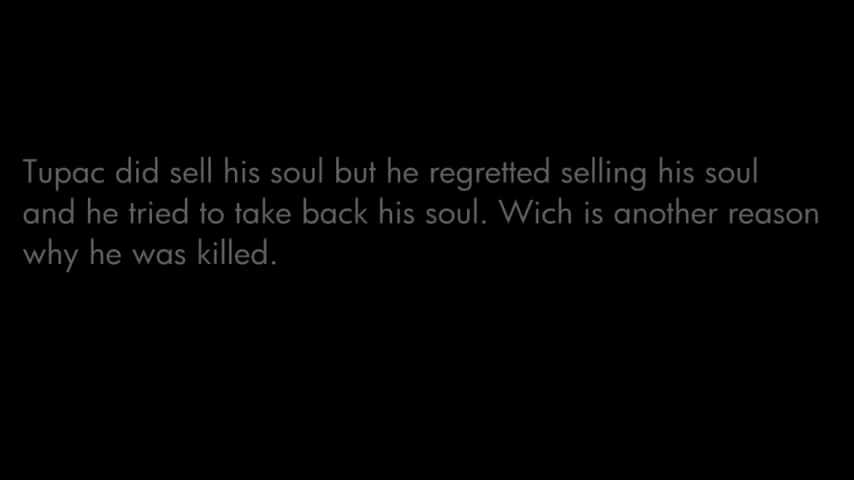 Tupac did sell his soul but he regretted selling his soul
and he tried to take back his soul. Wich is another reason
why he was killed.